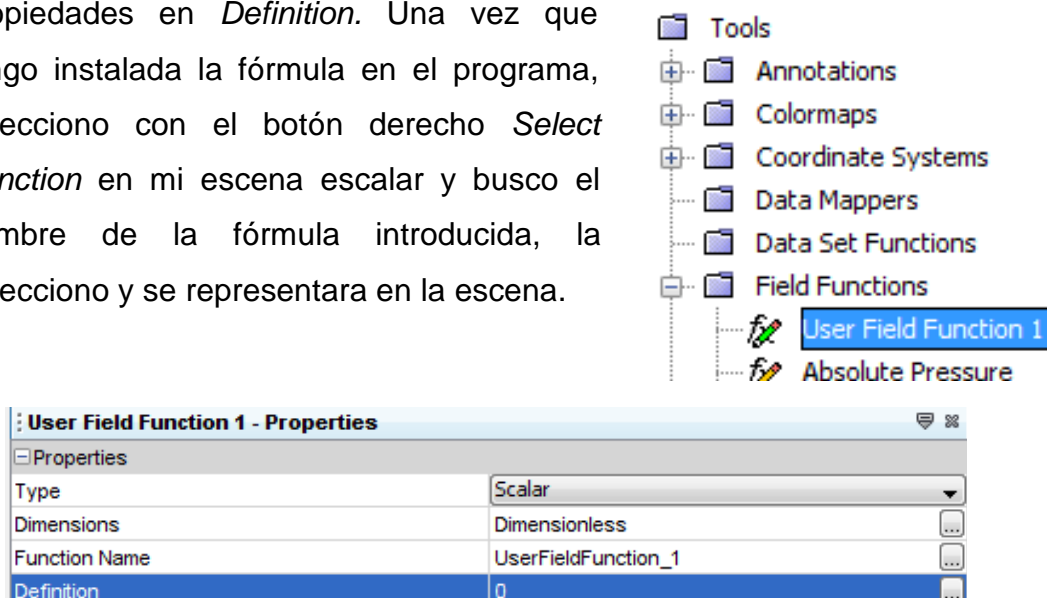 opiedades en Definition. Una vez que
ngo instalada la fórmula en el programa,
ecciono con el botón derecho Select
nction en mi escena escalar y busco el
mbre de la fórmula introducida, la
ecciono y se representara en la escena.
Tools
Annotations
Colormaps
Coordinate Systems
Data Mappers
Data Set Functions
Field Functions
User Field Function 1
Absolute Pressure
User Field Function 1 - Properties
Properties
Type Scalar
Dimensions Dimensionless ...
Function Name UserFieldFunction_1 ...
Definition 0 ...